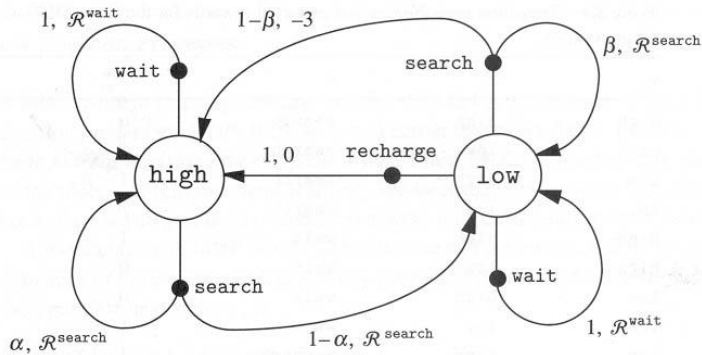 1, ℛ^wait
1−β, −3
β, ℛ^search
wait
search
1, 0
recharge
high
low
search
wait
α, ℛ^search
1−α, ℛ^search
1, ℛ^wait